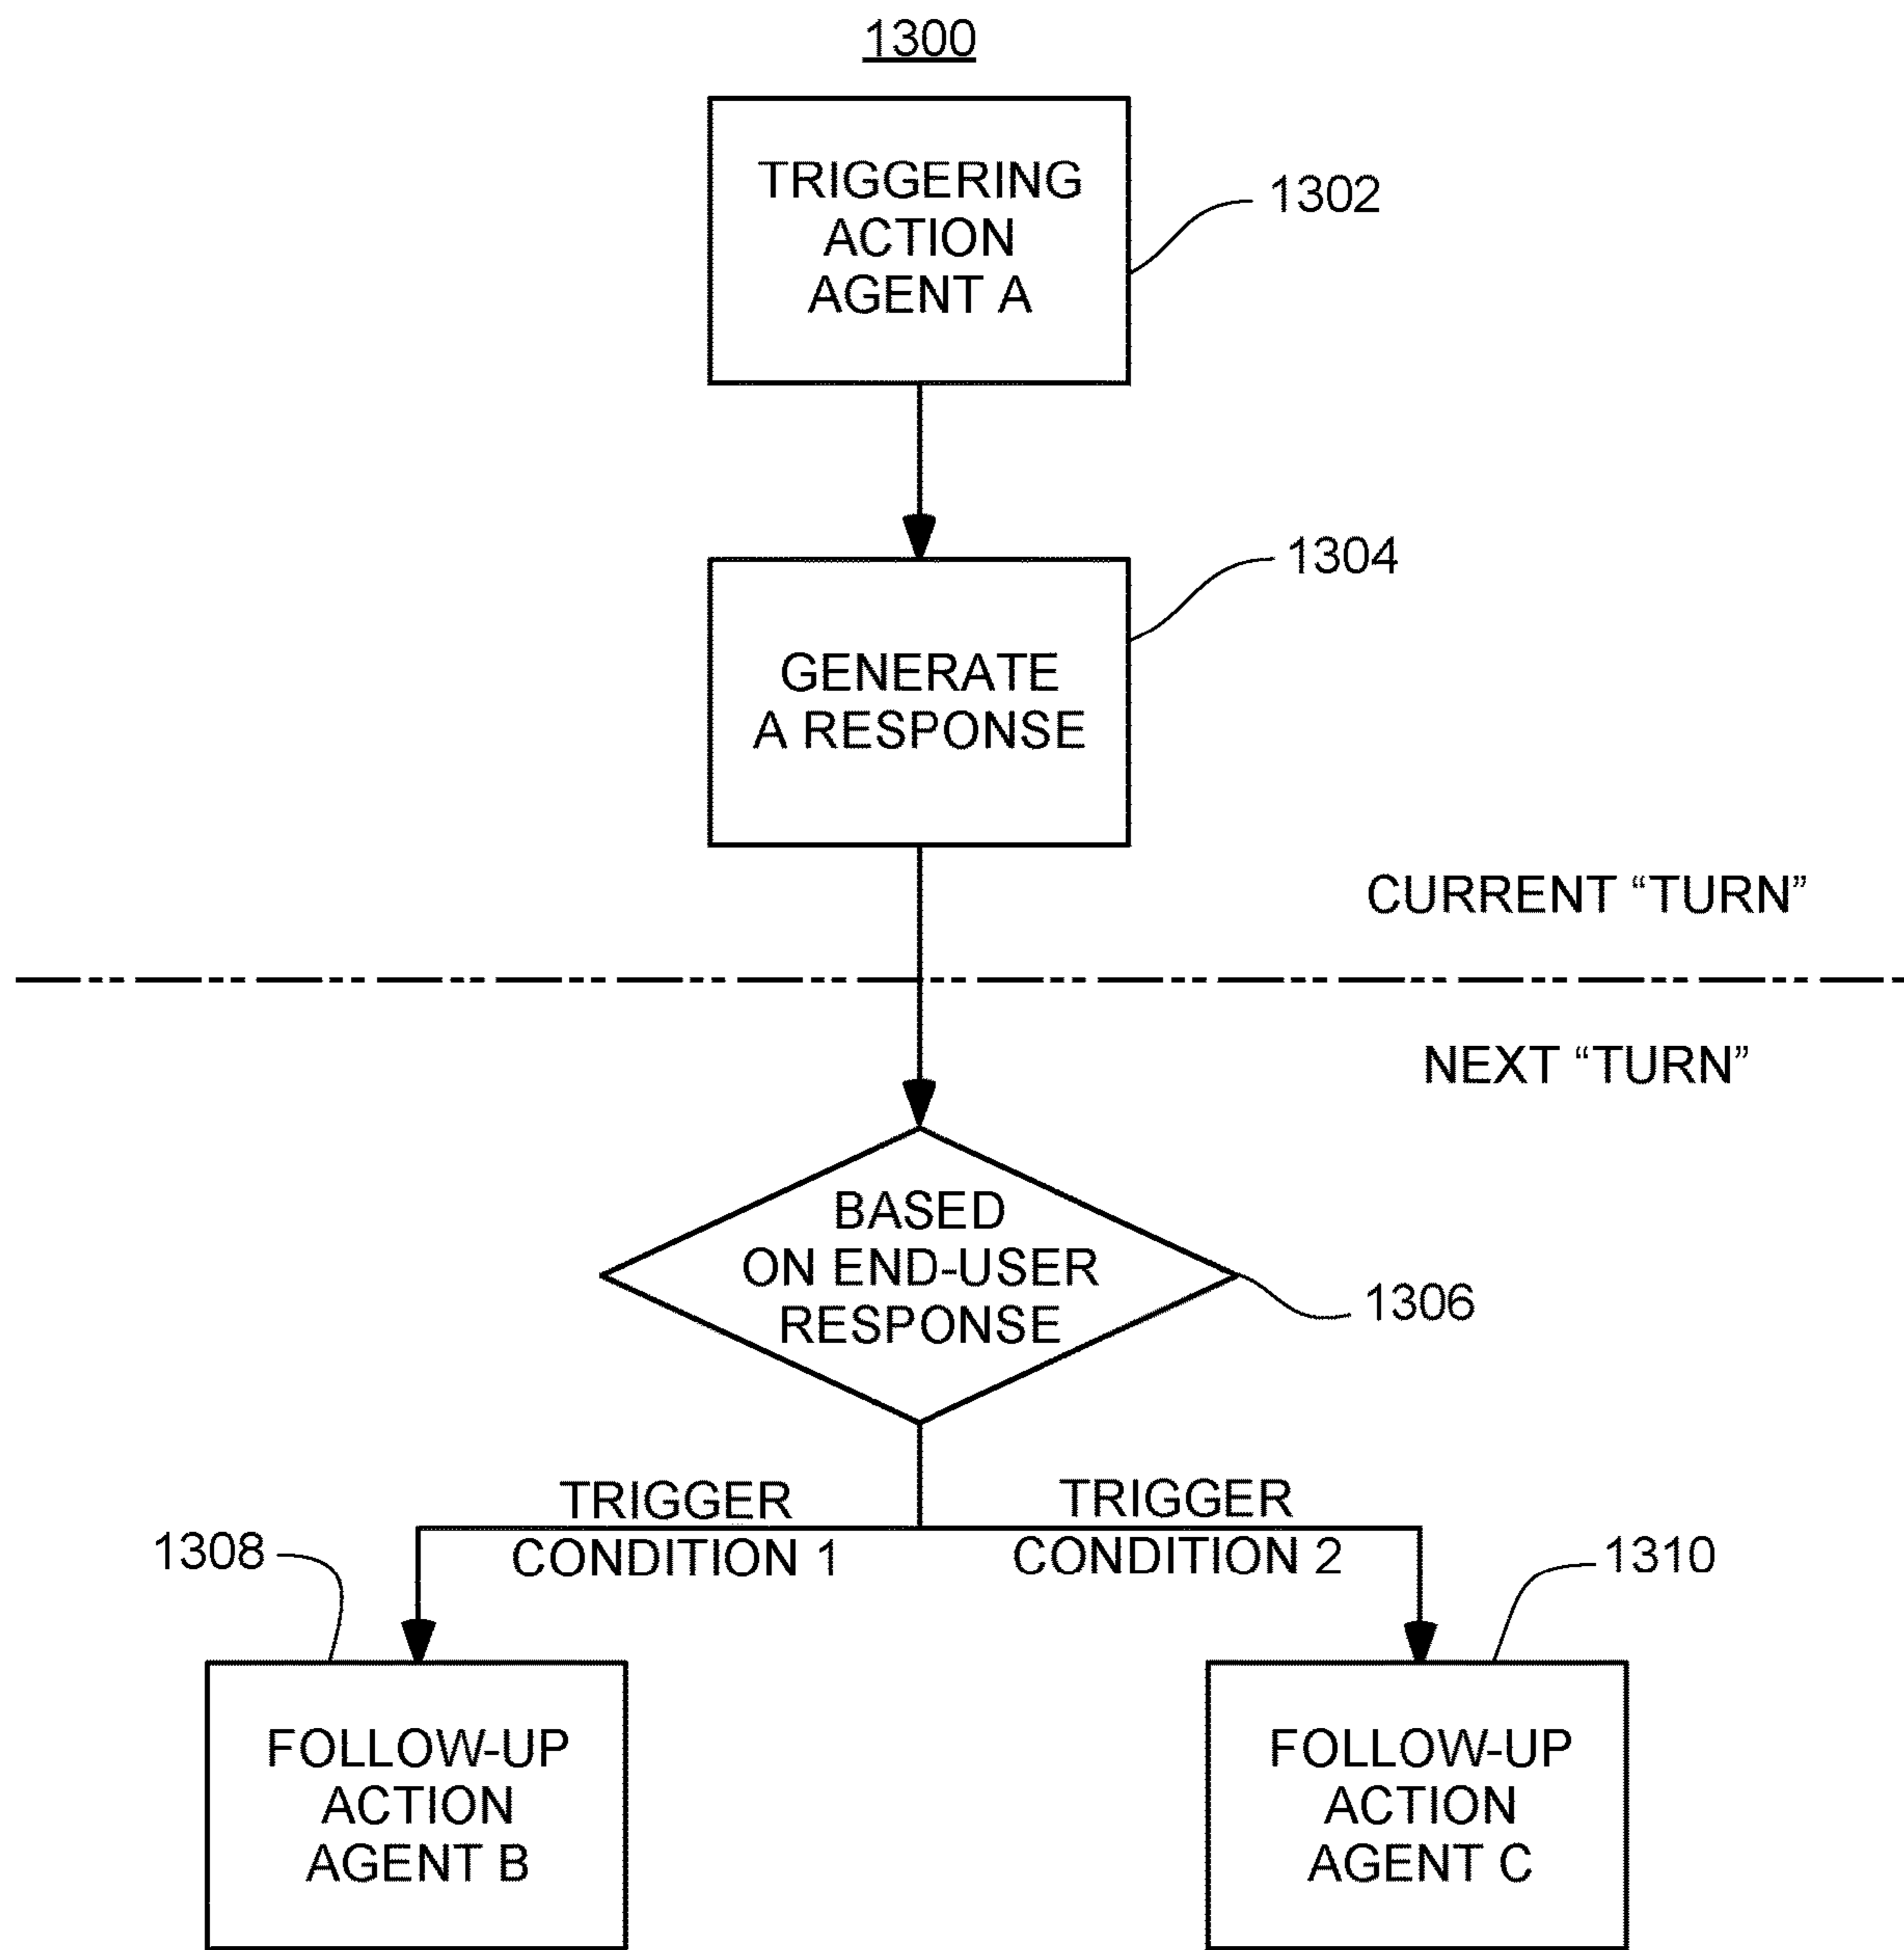 1300
TRIGGERING
ACTION
AGENT A
1302
GENERATE
A RESPONSE
1304
CURRENT “TURN”
NEXT “TURN”
BASED
ON END-USER
RESPONSE
1306
TRIGGER
CONDITION 1
TRIGGER
CONDITION 2
1308
1310
FOLLOW-UP
ACTION
AGENT B
FOLLOW-UP
ACTION
AGENT C